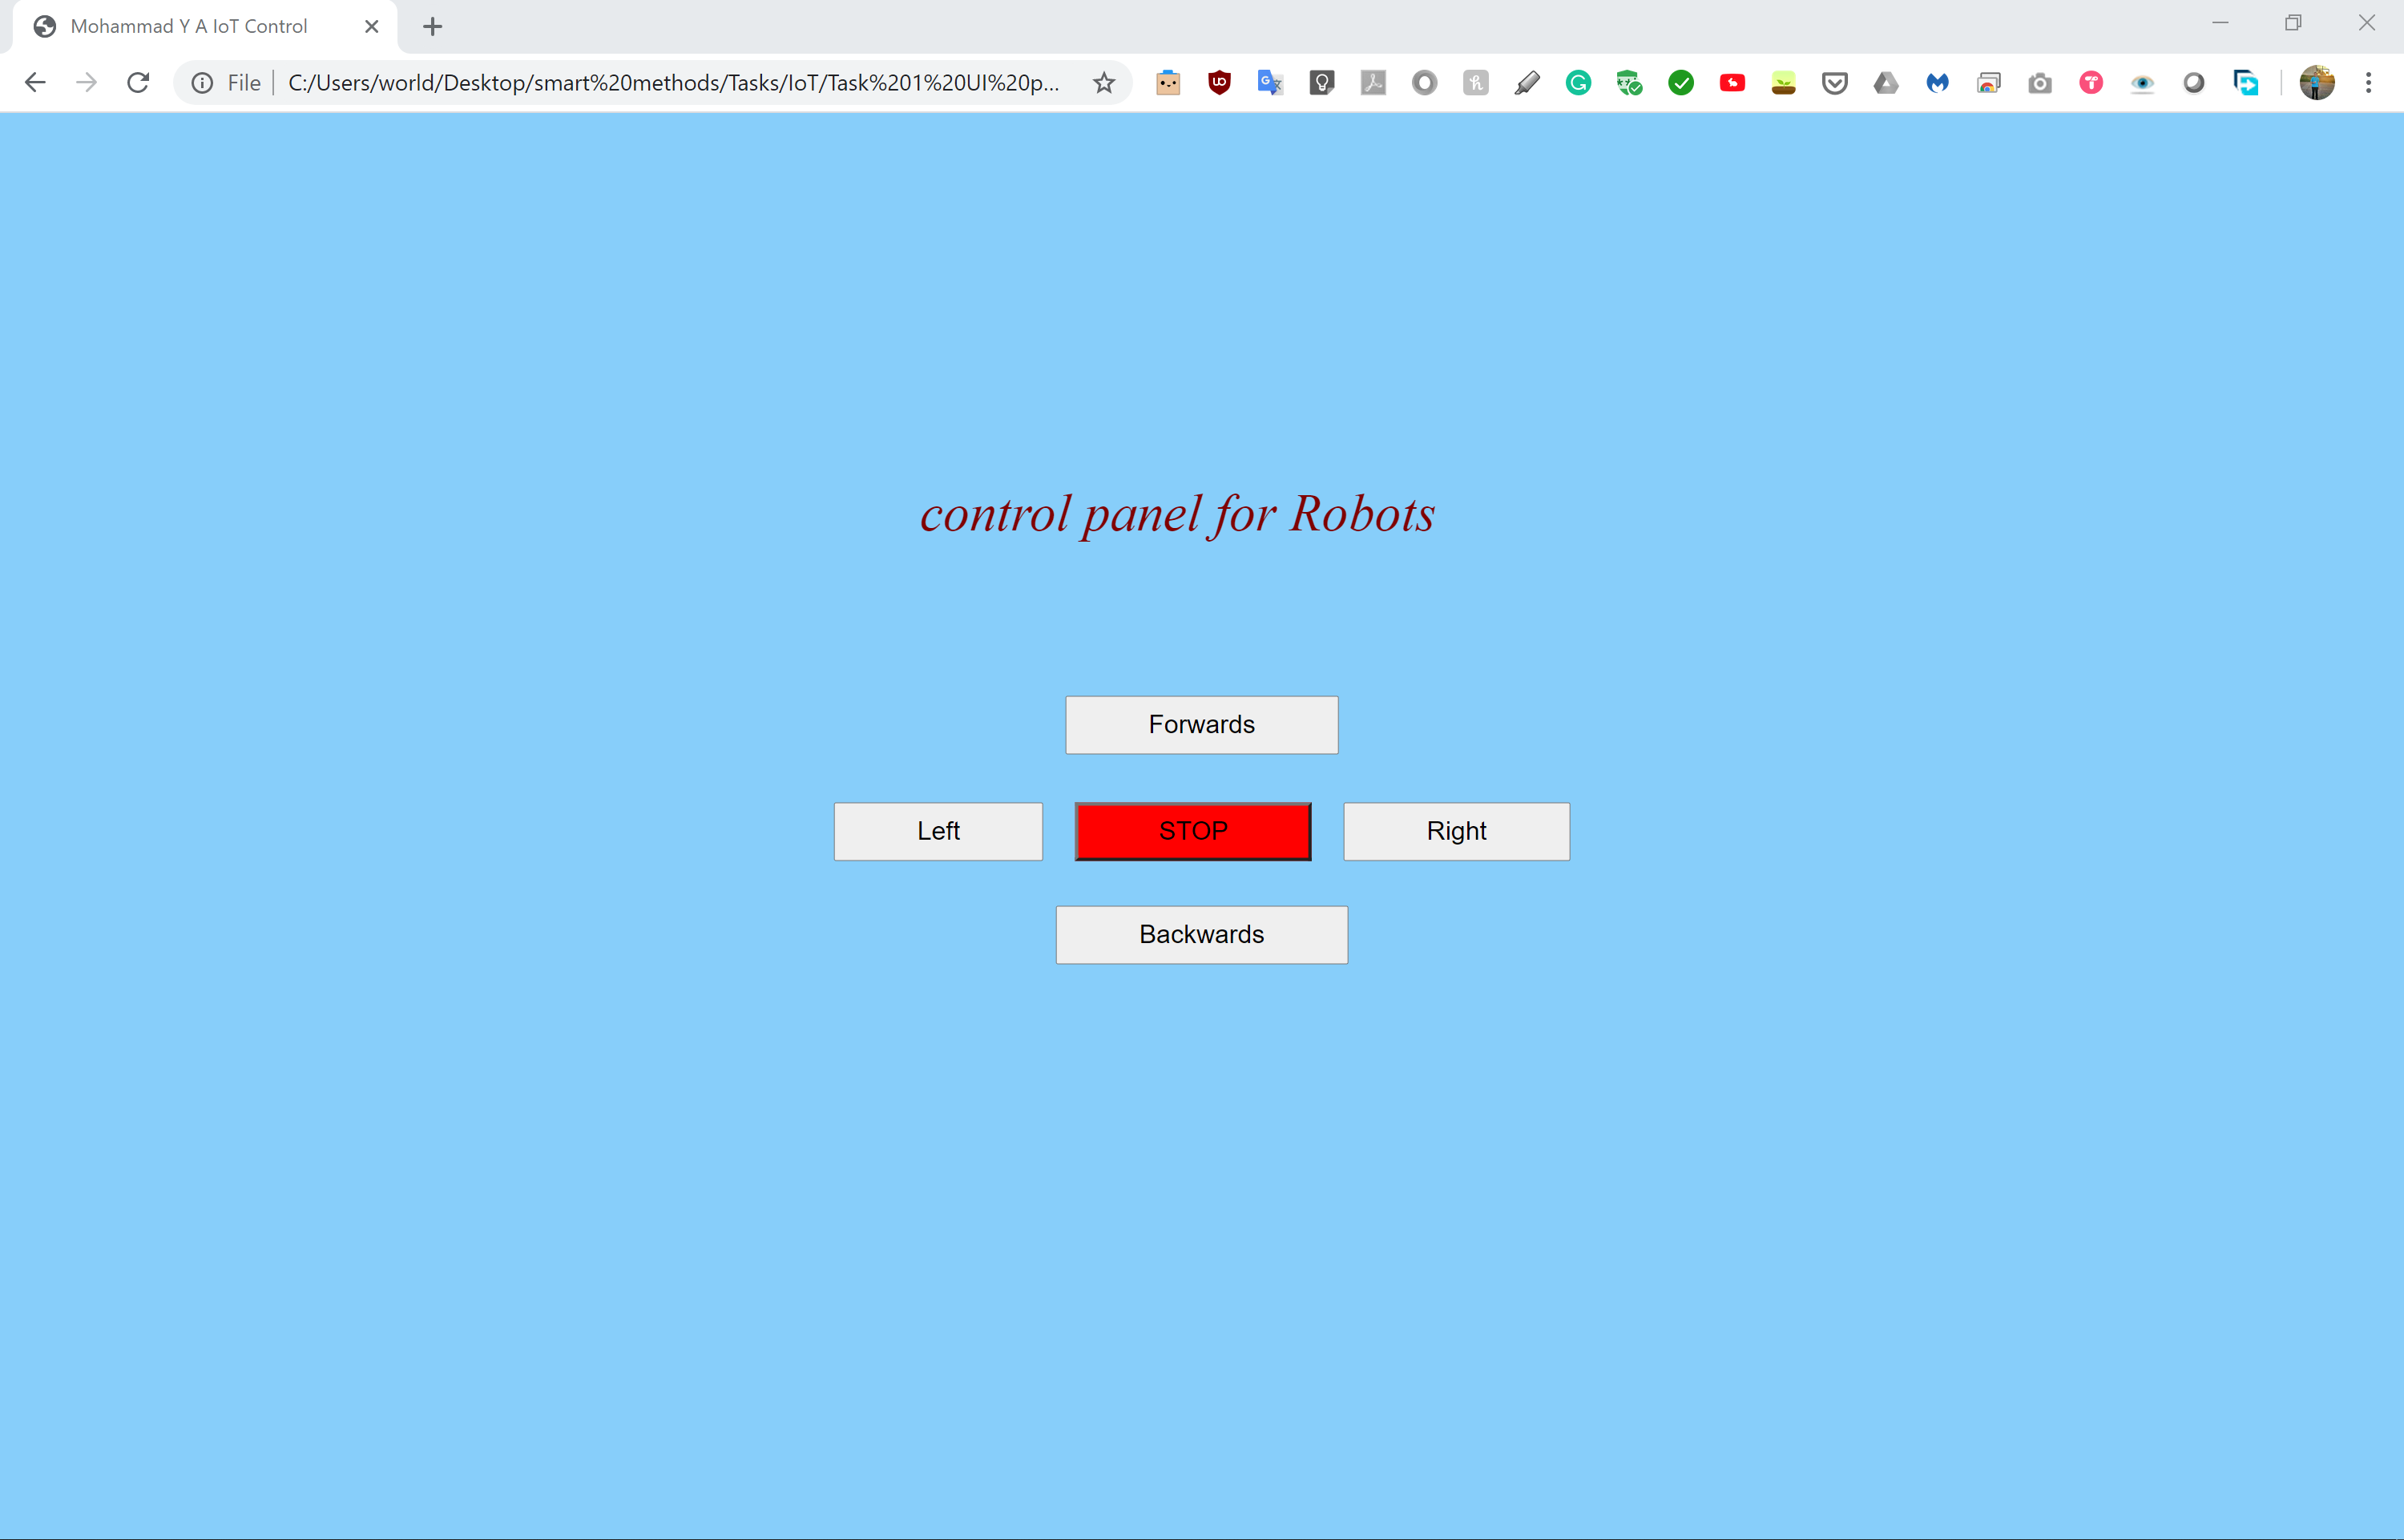 Mohammad Y A IoT Control
File C:/Users/world/Desktop/smart%20methods/Tasks/IoT/Task%201%20UI%20p...
control panel for Robots
Forwards
Left STOP Right
Backwards